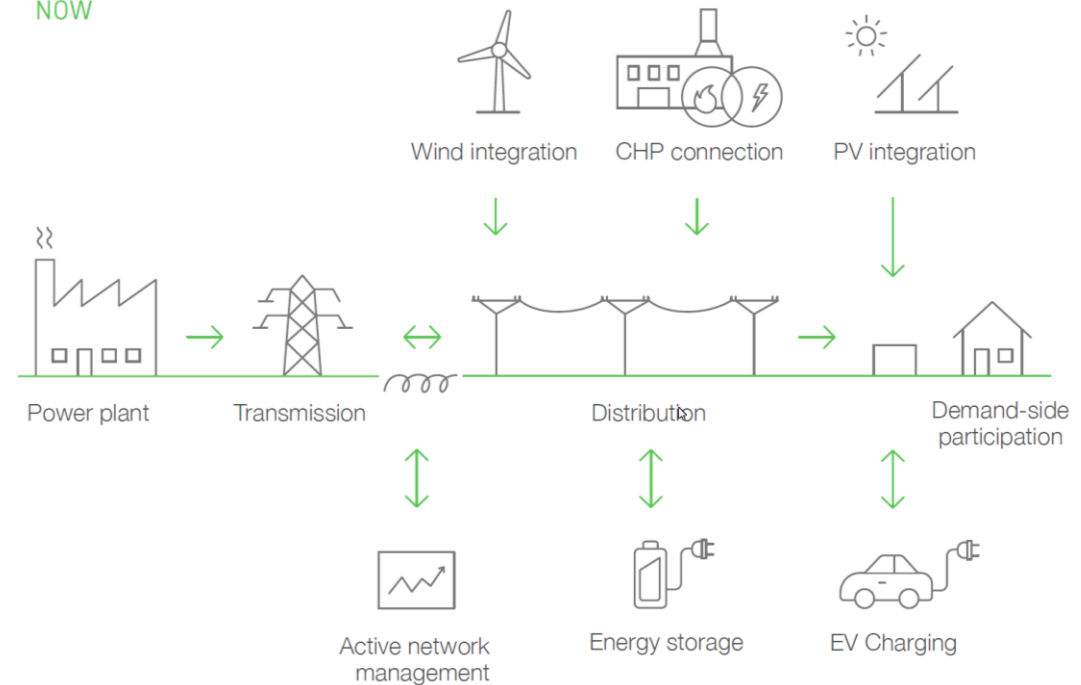 NOW
Wind integration
CHP connection
PV integration
Power plant
Transmission
Distribution
Demand-side
participation
Active network
management
Energy storage
EV Charging